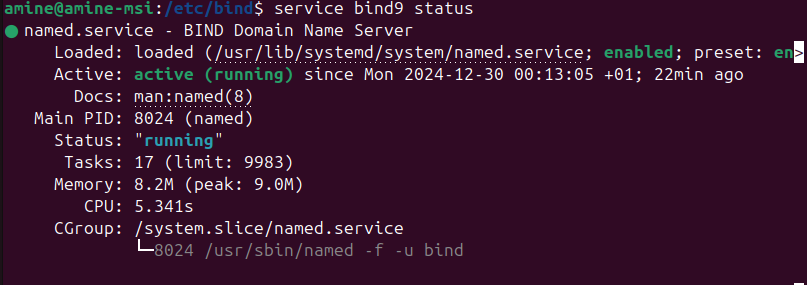 amine@amine-msi:/etc/bind$ service bind9 status
● named.service - BIND Domain Name Server
     Loaded: loaded (/usr/lib/systemd/system/named.service; enabled; preset: en>
     Active: active (running) since Mon 2024-12-30 00:13:05 +01; 22min ago
       Docs: man:named(8)
   Main PID: 8024 (named)
     Status: "running"
      Tasks: 17 (limit: 9983)
     Memory: 8.2M (peak: 9.0M)
        CPU: 5.341s
     CGroup: /system.slice/named.service
             └─8024 /usr/sbin/named -f -u bind